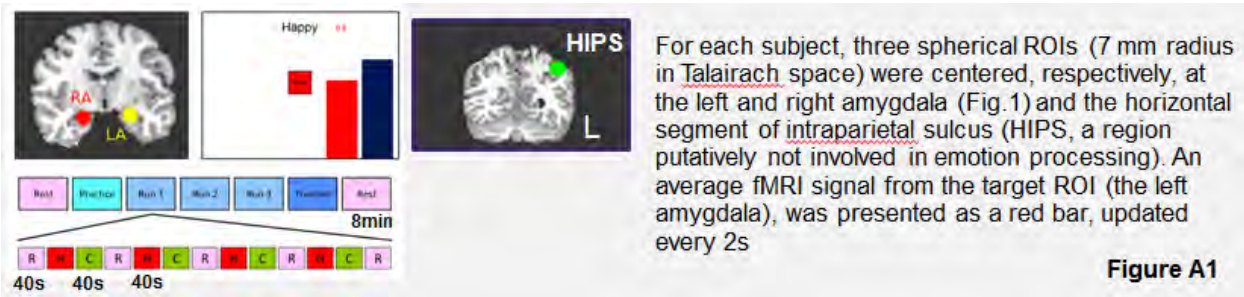 RA
LA
Happy
HIPS
L
Rest Practice Run 1 Run 2 Run 3 Transfer Rest
8min
R H C R H C R H C R H C R
40s 40s 40s
For each subject, three spherical ROIs (7 mm radius
in Talairach space) were centered, respectively, at
the left and right amygdala (Fig.1) and the horizontal
segment of intraparietal sulcus (HIPS, a region
putatively not involved in emotion processing). An
average fMRI signal from the target ROI (the left
amygdala), was presented as a red bar, updated
every 2s
Figure A1